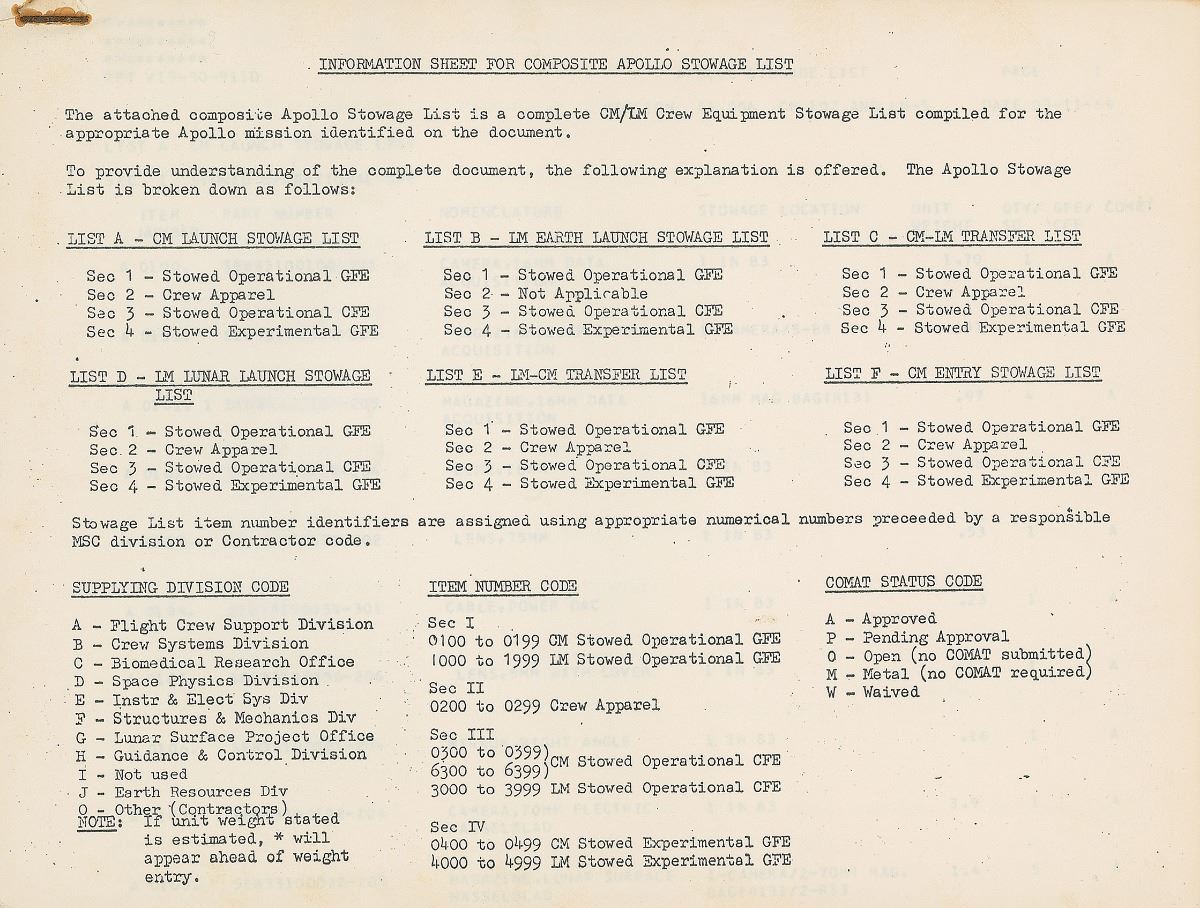 INFORMATION SHEET FOR COMPOSITE APOLLO STOWAGE LIST
The attached composite Apollo Stowage List is a complete CM/LM Crew Equipment Stowage List compiled for the
appropriate Apollo mission identified on the document.
To provide understanding of the complete document, the following explanation is offered. The Apollo Stowage
List is broken down as follows:
LIST A - CM LAUNCH STOWAGE LIST
Sec 1 - Stowed Operational GFE
Sec 2 - Crew Apparel
Sec 3 - Stowed Operational CFE
Sec 4 - Stowed Experimental GFE
LIST B - LM EARTH LAUNCH STOWAGE LIST
Sec 1 - Stowed Operational GFE
Sec 2 - Not Applicable
Sec 3 - Stowed Operational CFE
Sec 4 - Stowed Experimental GFE
LIST C - CM-LM TRANSFER LIST
Sec 1 - Stowed Operational GFE
Sec 2 - Crew Apparel
Sec 3 - Stowed Operational CFE
Sec 4 - Stowed Experimental GFE
LIST D - LM LUNAR LAUNCH STOWAGE
LIST
Sec 1 - Stowed Operational GFE
Sec 2 - Crew Apparel
Sec 3 - Stowed Operational CFE
Sec 4 - Stowed Experimental GFE
LIST E - LM-CM TRANSFER LIST
Sec 1 - Stowed Operational GFE
Sec 2 - Crew Apparel
Sec 3 - Stowed Operational CFE
Sec 4 - Stowed Experimental GFE
LIST F - CM ENTRY STOWAGE LIST
Sec 1 - Stowed Operational GFE
Sec 2 - Crew Apparel
Sec 3 - Stowed Operational CFE
Sec 4 - Stowed Experimental GFE
Stowage List item number identifiers are assigned using appropriate numerical numbers preceeded by a responsible
MSC division or Contractor code.
SUPPLYING DIVISION CODE
A - Flight Crew Support Division
B - Crew Systems Division
C - Biomedical Research Office
D - Space Physics Division
E - Instr & Elect Sys Div
F - Structures & Mechanics Div
G - Lunar Surface Project Office
H - Guidance & Control Division
I - Not used
J - Earth Resources Div
O - Other (Contractors)
NOTE: If unit weight stated
is estimated, * will
appear ahead of weight
entry.
ITEM NUMBER CODE
Sec I
0100 to 0199 CM Stowed Operational GFE
1000 to 1999 LM Stowed Operational GFE
Sec II
0200 to 0299 Crew Apparel
Sec III
0300 to 0399)
6300 to 6399) CM Stowed Operational CFE
3000 to 3999 LM Stowed Operational CFE
Sec IV
0400 to 0499 CM Stowed Experimental GFE
4000 to 4999 LM Stowed Experimental GFE
COMAT STATUS CODE
A - Approved
P - Pending Approval
O - Open (no COMAT submitted)
M - Metal (no COMAT required)
W - Waived